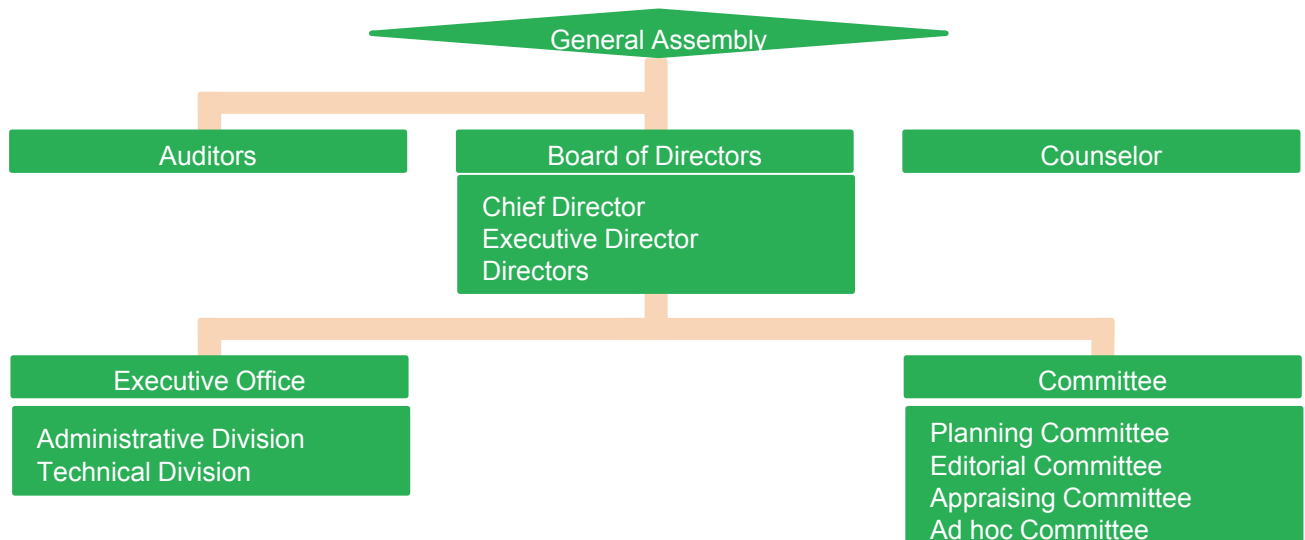 General Assembly
Auditors
Board of Directors
Counselor
Chief Director
Executive Director
Directors
Executive Office
Committee
Administrative Division
Technical Division
Planning Committee
Editorial Committee
Appraising Committee
Ad hoc Committee